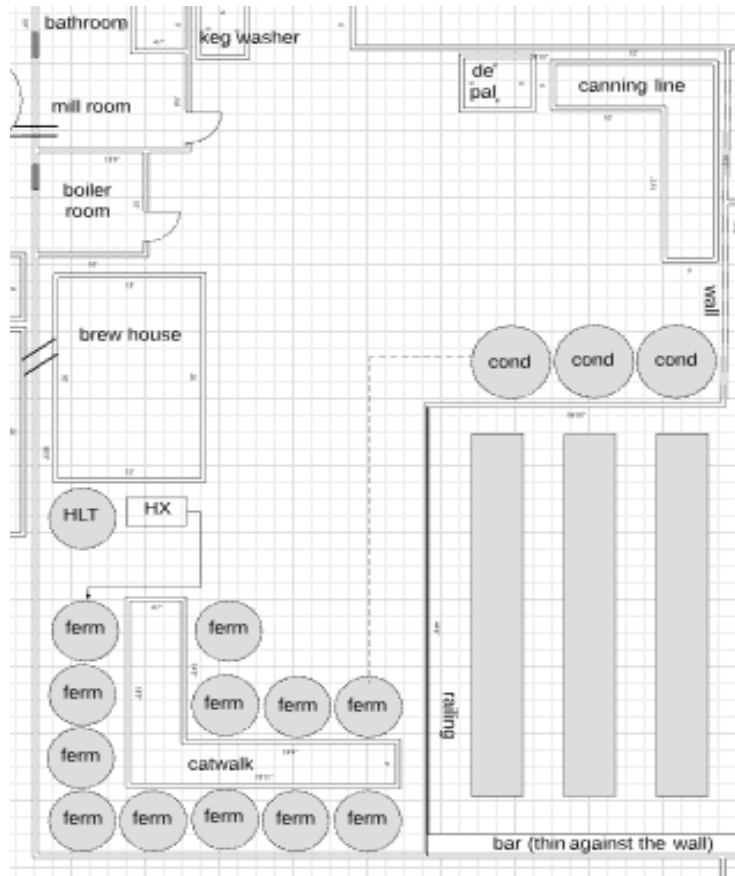 bathroom
keg washer
de
pal
canning line
mill room
boiler
room
wall
brew house
cond
cond
cond
HLT
HX
ferm
ferm
ferm
ferm
ferm
ferm
railing
ferm
catwalk
ferm
ferm
ferm
ferm
ferm
bar (thin against the wall)